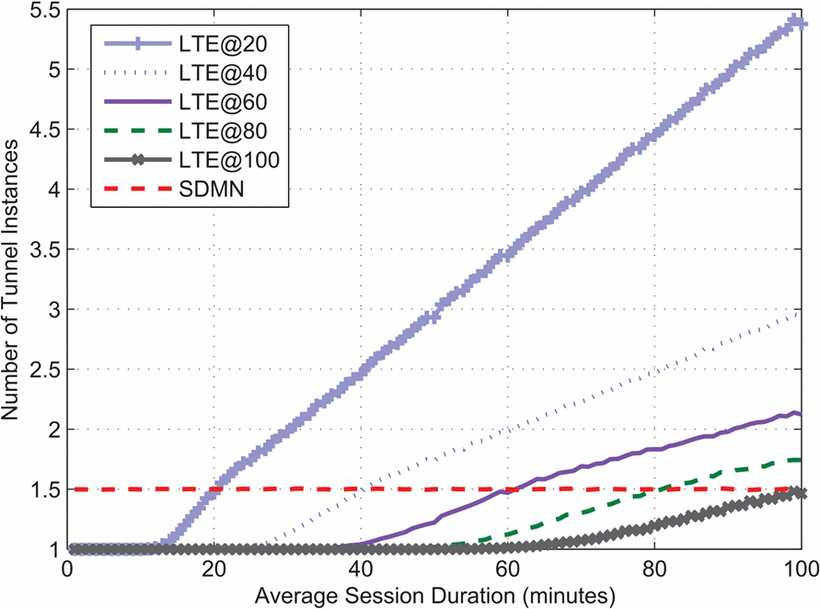 5.5
5
4.5
4
3.5
3
2.5
2
1.5
1
Number of Tunnel Instances
LTE@20
LTE@40
LTE@60
LTE@80
LTE@100
SDMN
0 20 40 60 80 100
Average Session Duration (minutes)